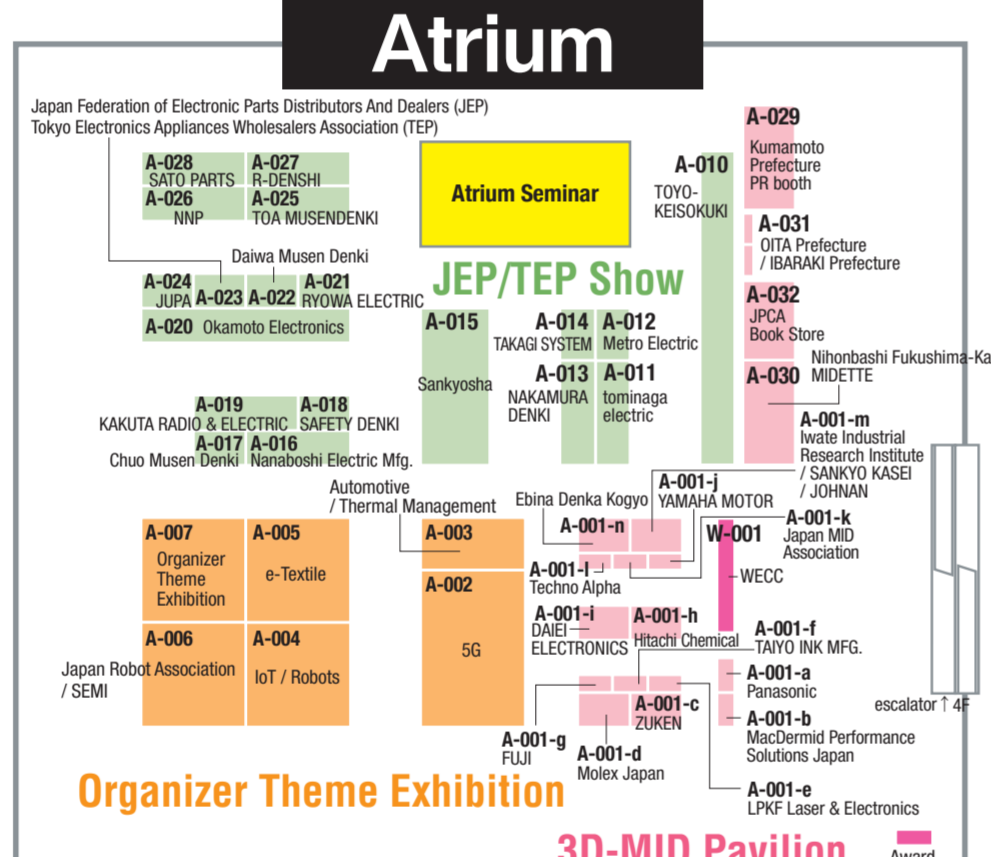 Atrium
Japan Federation of Electronic Parts Distributors And Dealers (JEP)
Tokyo Electronics Appliances Wholesalers Association (TEP)
A-028
SATO PARTS
A-027
R-DENSHI
A-026
NNP
A-025
TOA MUSENDENKI
Daiwa Musen Denki
A-024
JUPA
A-023
A-022
A-021
RYOWA ELECTRIC
A-020 Okamoto Electronics
A-019
KAKUTA RADIO & ELECTRIC
A-018
SAFETY DENKI
A-017
Chuo Musen Denki
A-016
Nanaboshi Electric Mfg.
Atrium Seminar
JEP/TEP Show
A-015
Sankyosha
A-014
TAKAGI SYSTEM
A-012
Metro Electric
A-013
NAKAMURA
DENKI
A-011
tominaga
electric
A-010
TOYO-
KEISOKUKI
A-029
Kumamoto
Prefecture
PR booth
A-031
OITA Prefecture
/ IBARAKI Prefecture
A-032
JPCA
Book Store
Nihonbashi Fukushima-Ka
MIDETTE
A-030
A-001-m
Iwate Industrial
Research Institute
/ SANKYO KASEI
/ JOHNAN
Automotive
/ Thermal Management
A-007
Organizer
Theme
Exhibition
A-005
e-Textile
A-006
Japan Robot Association
/ SEMI
A-004
IoT / Robots
A-003
A-002
5G
Organizer Theme Exhibition
Ebina Denka Kogyo
A-001-n
A-001-j
YAMAHA MOTOR
A-001-k
Japan MID
Association
W-001
WECC
A-001-l
Techno Alpha
A-001-i
DAIEI
ELECTRONICS
A-001-h
Hitachi Chemical
A-001-f
TAIYO INK MFG.
A-001-a
Panasonic
A-001-c
ZUKEN
A-001-b
MacDermid Performance
Solutions Japan
A-001-g
FUJI
A-001-d
Molex Japan
A-001-e
LPKF Laser & Electronics
escalator ↑ 4F
3D-MID Pavilion
Award